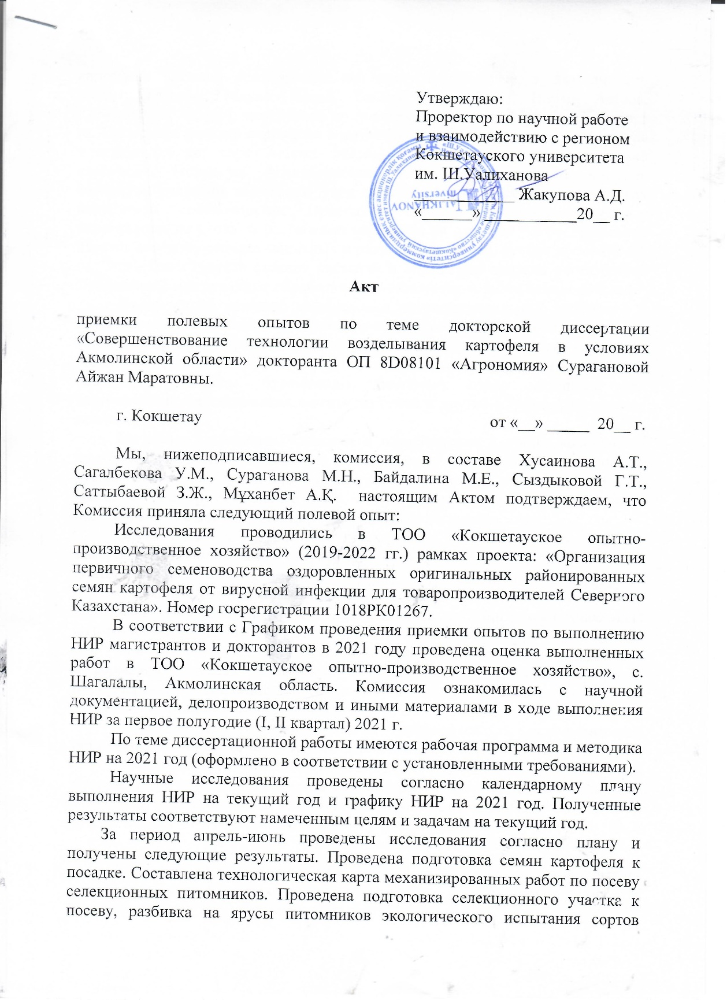 Утверждаю:
Проректор по научной работе
и взаимодействию с регионом
Кокшетауского университета
им. Ш.Уалиханова
____________ Жакупова А.Д.
«______»___________20__ г.
UALIKHANOV
University
Акт
приемки полевых опытов по теме докторской диссертации
«Совершенствование технологии возделывания картофеля в условиях
Акмолинской области» докторанта ОП 8D08101 «Агрономия» Сурагановой
Айжан Маратовны.
г. Кокшетау от «__» _____ 20__ г.
Мы, нижеподписавшиеся, комиссия, в составе Хусаинова А.Т.,
Сагалбекова У.М., Сураганова М.Н., Байдалина М.Е., Сыздыковой Г.Т.,
Саттыбаевой З.Ж., Мұханбет А.Қ. настоящим Актом подтверждаем, что
Комиссия приняла следующий полевой опыт:
Исследования проводились в ТОО «Кокшетауское опытно-
производственное хозяйство» (2019-2022 гг.) рамках проекта: «Организация
первичного семеноводства оздоровленных оригинальных районированных
семян картофеля от вирусной инфекции для товаропроизводителей Северного
Казахстана». Номер госрегистрации 1018РК01267.
В соответствии с Графиком проведения приемки опытов по выполнению
НИР магистрантов и докторантов в 2021 году проведена оценка выполненных
работ в ТОО «Кокшетауское опытно-производственное хозяйство», с.
Шагалалы, Акмолинская область. Комиссия ознакомилась с научной
документацией, делопроизводством и иными материалами в ходе выполнения
НИР за первое полугодие (I, II квартал) 2021 г.
По теме диссертационной работы имеются рабочая программа и методика
НИР на 2021 год (оформлено в соответствии с установленными требованиями).
Научные исследования проведены согласно календарному плану
выполнения НИР на текущий год и графику НИР на 2021 год. Полученные
результаты соответствуют намеченным целям и задачам на текущий год.
За период апрель-июнь проведены исследования согласно плану и
получены следующие результаты. Проведена подготовка семян картофеля к
посадке. Составлена технологическая карта механизированных работ по посеву
селекционных питомников. Проведена подготовка селекционного участка к
посеву, разбивка на ярусы питомников экологического испытания сортов